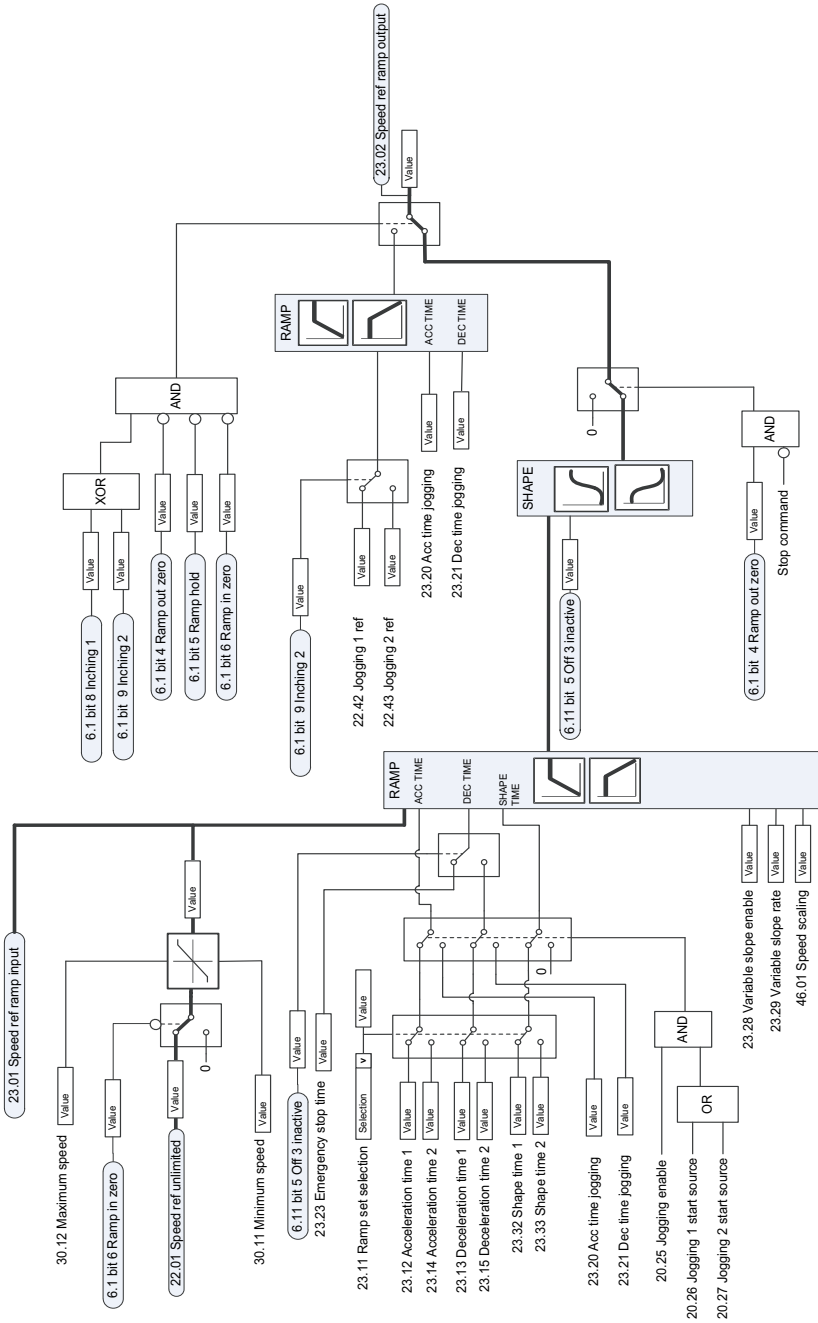 23.01 Speed ref ramp input
30.12 Maximum speed
Value
6.1 bit 6 Ramp in zero
Value
22.01 Speed ref unlimited
Value
0
Value
30.11 Minimum speed
Value
6.11 bit 5 Off 3 inactive
Value
23.23 Emergency stop time
Value
23.11 Ramp set selection
Selection
v
Value
23.12 Acceleration time 1
Value
23.14 Acceleration time 2
Value
23.13 Deceleration time 1
Value
23.15 Deceleration time 2
Value
23.32 Shape time 1
Value
23.33 Shape time 2
Value
0
23.20 Acc time jogging
Value
23.21 Dec time jogging
Value
20.25 Jogging enable
20.26 Jogging 1 start source
20.27 Jogging 2 start source
OR
AND
RAMP
ACC TIME
DEC TIME
SHAPE
TIME
23.28 Variable slope enable
Value
23.29 Variable slope rate
Value
46.01 Speed scaling
Value
6.1 bit 8 Inching 1
Value
6.1 bit 9 Inching 2
Value
XOR
6.1 bit 4 Ramp out zero
Value
6.1 bit 5 Ramp hold
Value
6.1 bit 6 Ramp in zero
Value
AND
6.1 bit 9 Inching 2
Value
22.42 Jogging 1 ref
Value
22.43 Jogging 2 ref
Value
23.20 Acc time jogging
Value
23.21 Dec time jogging
Value
RAMP
ACC TIME
DEC TIME
23.02 Speed ref ramp output
Value
6.11 bit 5 Off 3 inactive
Value
SHAPE
0
6.1 bit 4 Ramp out zero
Value
Stop command
AND